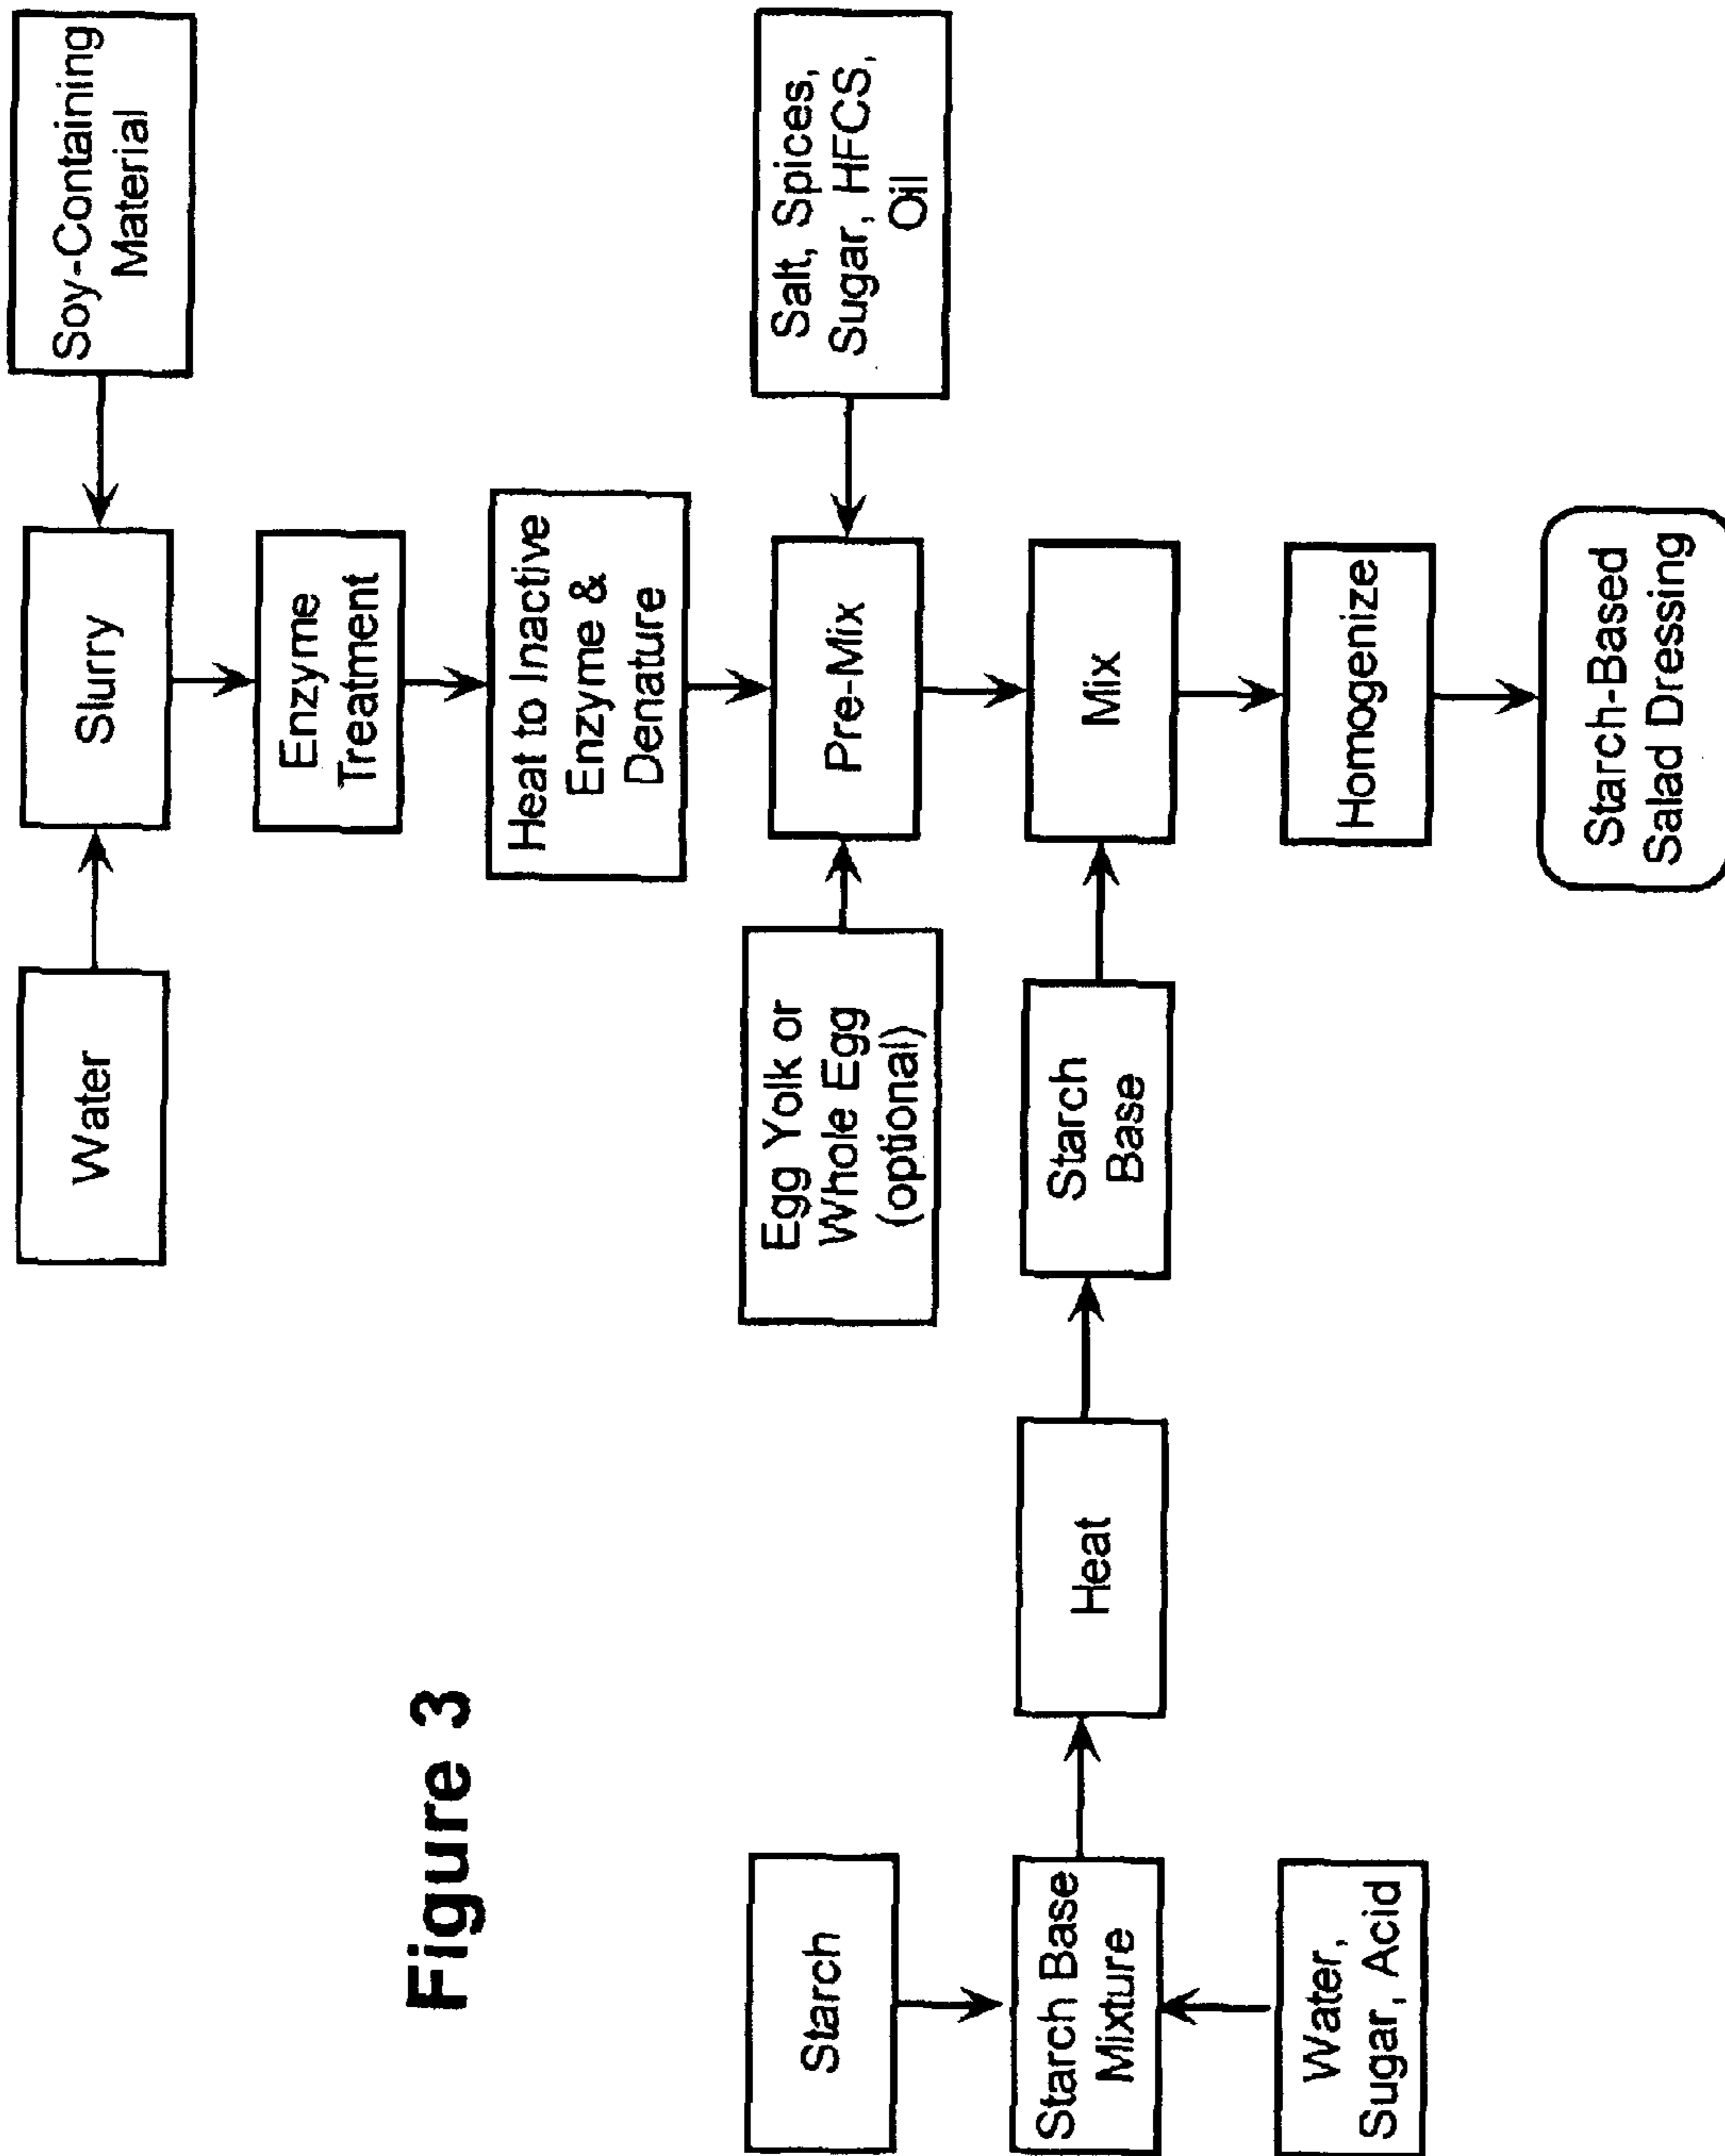 Figure 3
Water
Slurry
Soy-Containing
Material
Enzyme
Treatment
Heat to Inactive
Enzyme &
Denature
Egg Yolk or
Whole Egg
(optional)
Pre-Mix
Salt, Spices,
Sugar, HFCS,
Oil
Starch
Starch Base
Mixture
Water,
Sugar, Acid
Heat
Starch
Base
Mix
Homogenize
Starch-Based
Salad Dressing